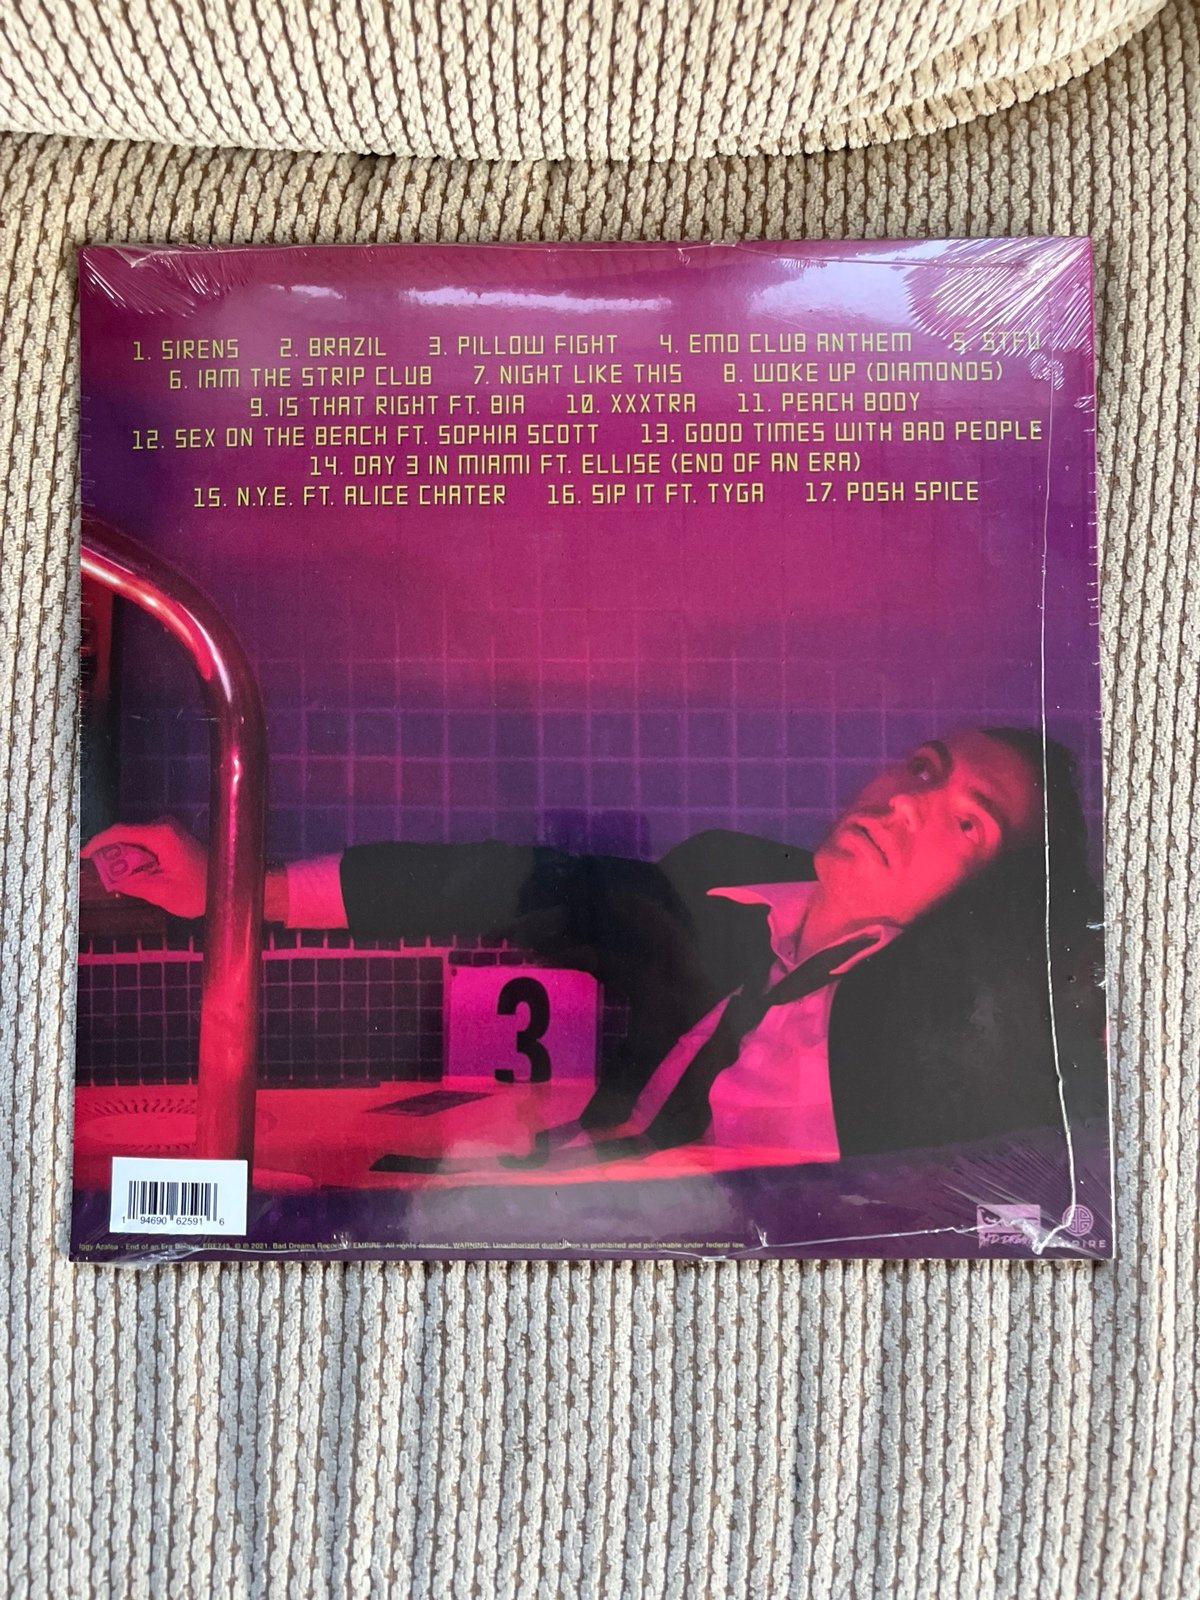 1. SIRENS 2. BRAZIL 3. PILLOW FIGHT 4. EMO CLUB ANTHEM 5. STFU
6. IAM THE STRIP CLUB 7. NIGHT LIKE THIS 8. WOKE UP (DIAMONDS)
9. IS THAT RIGHT FT. BIA 10. XXXTRA 11. PEACH BODY
12. SEX ON THE BEACH FT. SOPHIA SCOTT 13. GOOD TIMES WITH BAD PEOPLE
14. DAY 3 IN MIAMI FT. ELLISE (END OF AN ERA)
15. N.Y.E. FT. ALICE CHATER 16. SIP IT FT. TYGA 17. POSH SPICE
3
1 94690 62591 6
Iggy Azalea - End of an Era ERE745. © ℗ 2021. Bad Dreams Records / EMPIRE. All rights reserved. WARNING: Unauthorized duplication is prohibited and punishable under federal law.